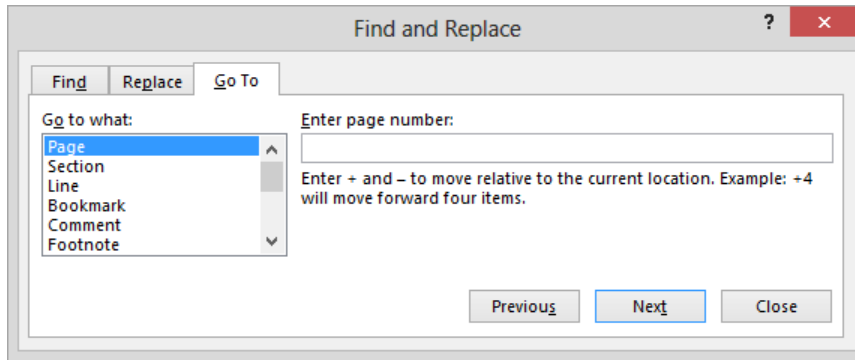 Find and Replace
?
×
Find
Replace
Go To
Go to what:
Page
Section
Line
Bookmark
Comment
Footnote
Enter page number:
Enter + and – to move relative to the current location. Example: +4
will move forward four items.
Previous
Next
Close